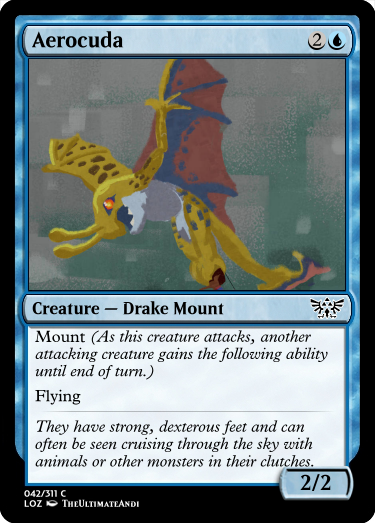 Aerocuda 2
Creature — Drake Mount
Mount (As this creature attacks, another
attacking creature gains the following ability
until end of turn.)
Flying
They have strong, dexterous feet and can
often be seen cruising through the sky with
animals or other monsters in their clutches.
2/2
042/311 C
LOZ TheUltimateAndi